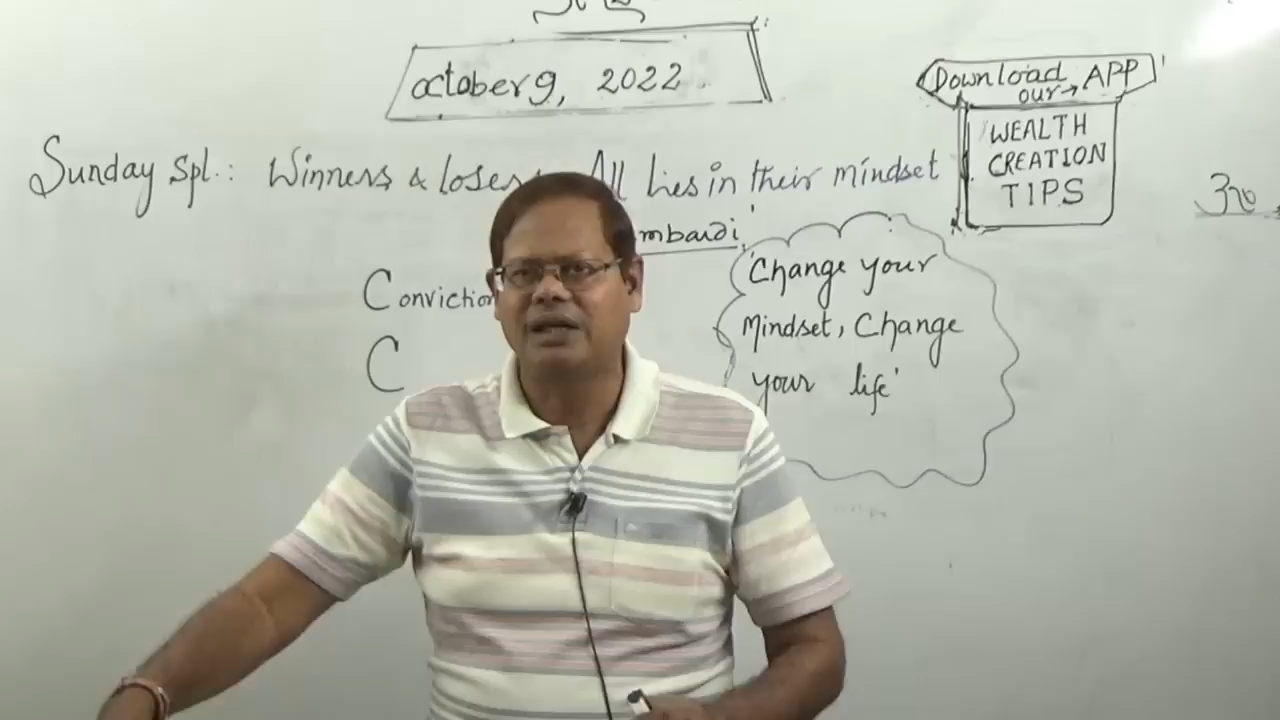 October 9, 2022
Sunday Spl.: Winners & losers All lies in their mindset
mbardi'
Conviction
C
'Change your
Mindset, Change
your life'
Download
our→ APP
WEALTH
CREATION
TIPS